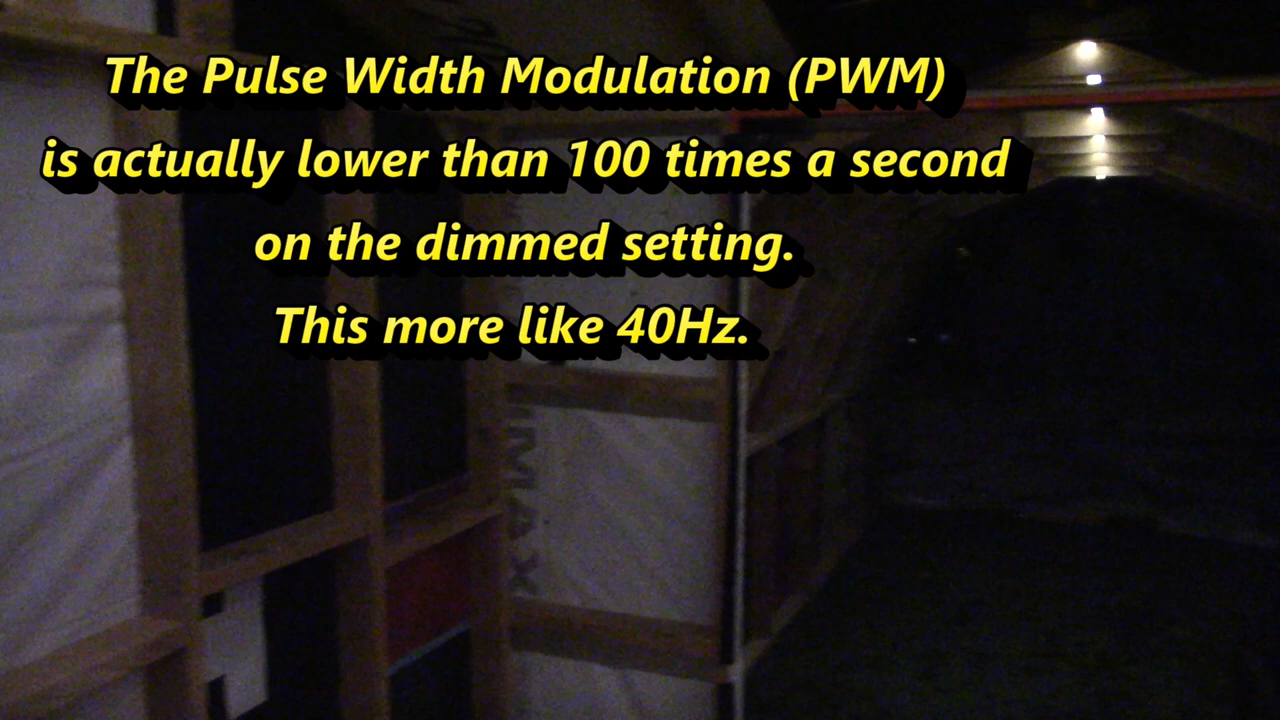 The Pulse Width Modulation (PWM)
is actually lower than 100 times a second
on the dimmed setting.
This more like 40Hz.